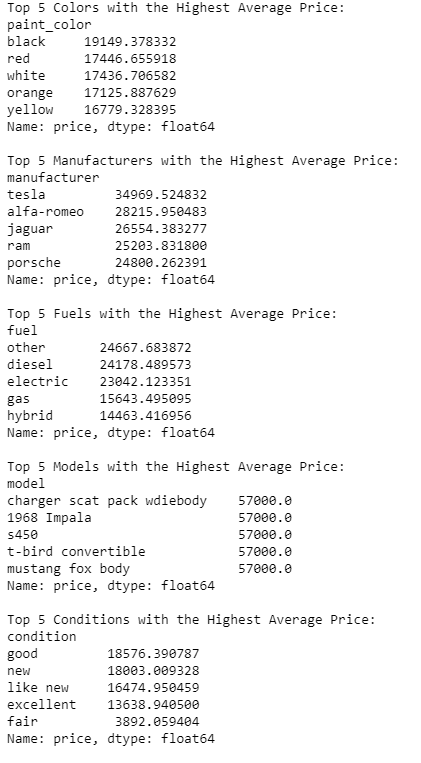 Top 5 Colors with the Highest Average Price:
paint_color
black     19149.378332
red       17446.655918
white     17436.706582
orange    17125.887629
yellow    16779.328395
Name: price, dtype: float64

Top 5 Manufacturers with the Highest Average Price:
manufacturer
tesla         34969.524832
alfa-romeo    28215.950483
jaguar        26554.383277
ram           25203.831800
porsche       24800.262391
Name: price, dtype: float64

Top 5 Fuels with the Highest Average Price:
fuel
other       24667.683872
diesel      24178.489573
electric    23042.123351
gas         15643.495095
hybrid      14463.416956
Name: price, dtype: float64

Top 5 Models with the Highest Average Price:
model
charger scat pack wdiebody    57000.0
1968 Impala                   57000.0
s450                          57000.0
t-bird convertible            57000.0
mustang fox body              57000.0
Name: price, dtype: float64

Top 5 Conditions with the Highest Average Price:
condition
good         18576.390787
new          18003.009328
like new     16474.950459
excellent    13638.940500
fair          3892.059404
Name: price, dtype: float64